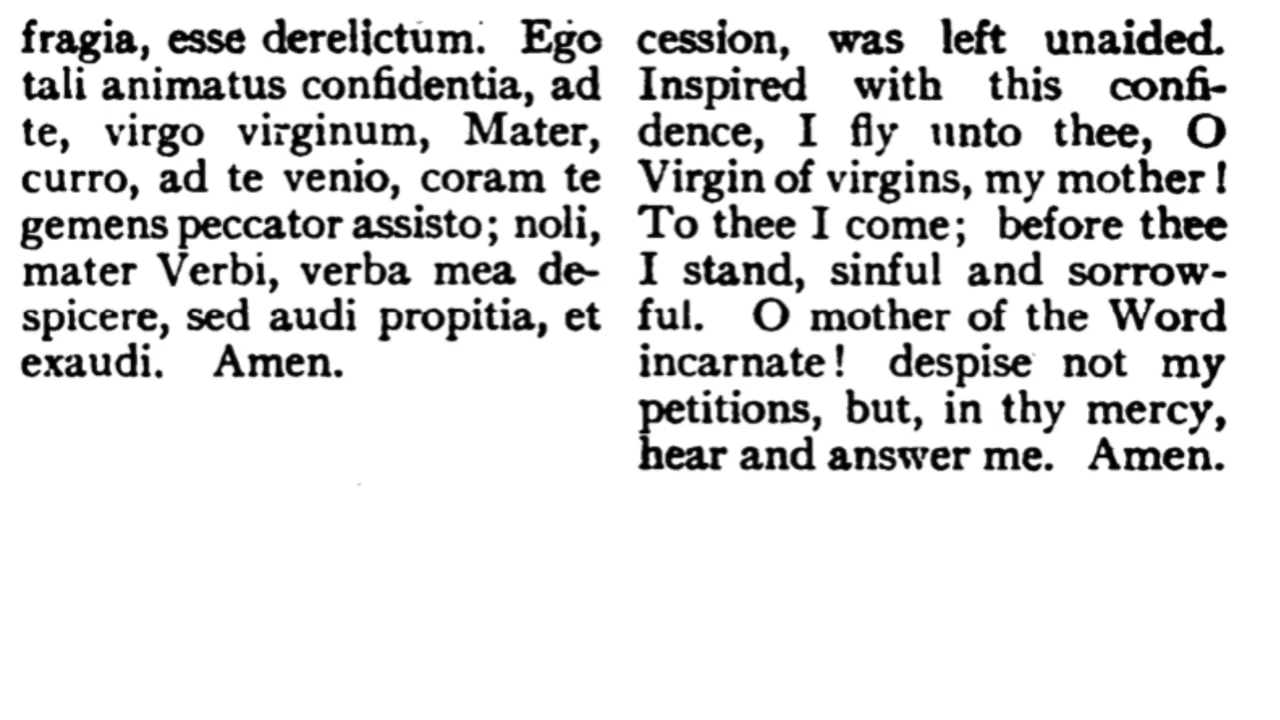 fragia, esse derelictum. Ego
tali animatus confidentia, ad
te, virgo virginum, Mater,
curro, ad te venio, coram te
gemens peccator assisto; noli,
mater Verbi, verba mea de-
spicere, sed audi propitia, et
exaudi. Amen.
cession, was left unaided.
Inspired with this confi-
dence, I fly unto thee, O
Virgin of virgins, my mother !
To thee I come; before thee
I stand, sinful and sorrow-
ful. O mother of the Word
incarnate ! despise not my
petitions, but, in thy mercy,
hear and answer me. Amen.